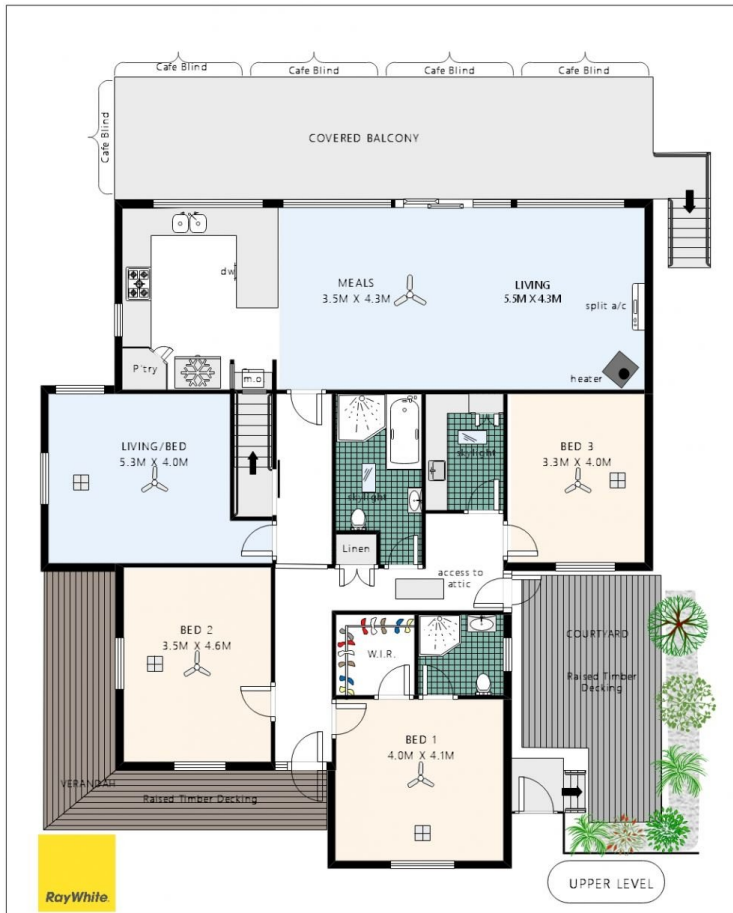 Cafe Blind
Cafe Blind
Cafe Blind
Cafe Blind
Cafe Blind
COVERED BALCONY
dw
MEALS
3.5M X 4.3M
LIVING
5.5M X 4.3M
split a/c
P'try
m.o
heater
LIVING/BED
5.3M X 4.0M
skylight
skylight
BED 3
3.3M X 4.0M
Linen
access to
attic
BED 2
3.5M X 4.6M
W.I.R.
COURTYARD
Raised Timber
Decking
BED 1
4.0M X 4.1M
VERANDAH
Raised Timber Decking
RayWhite.
UPPER LEVEL